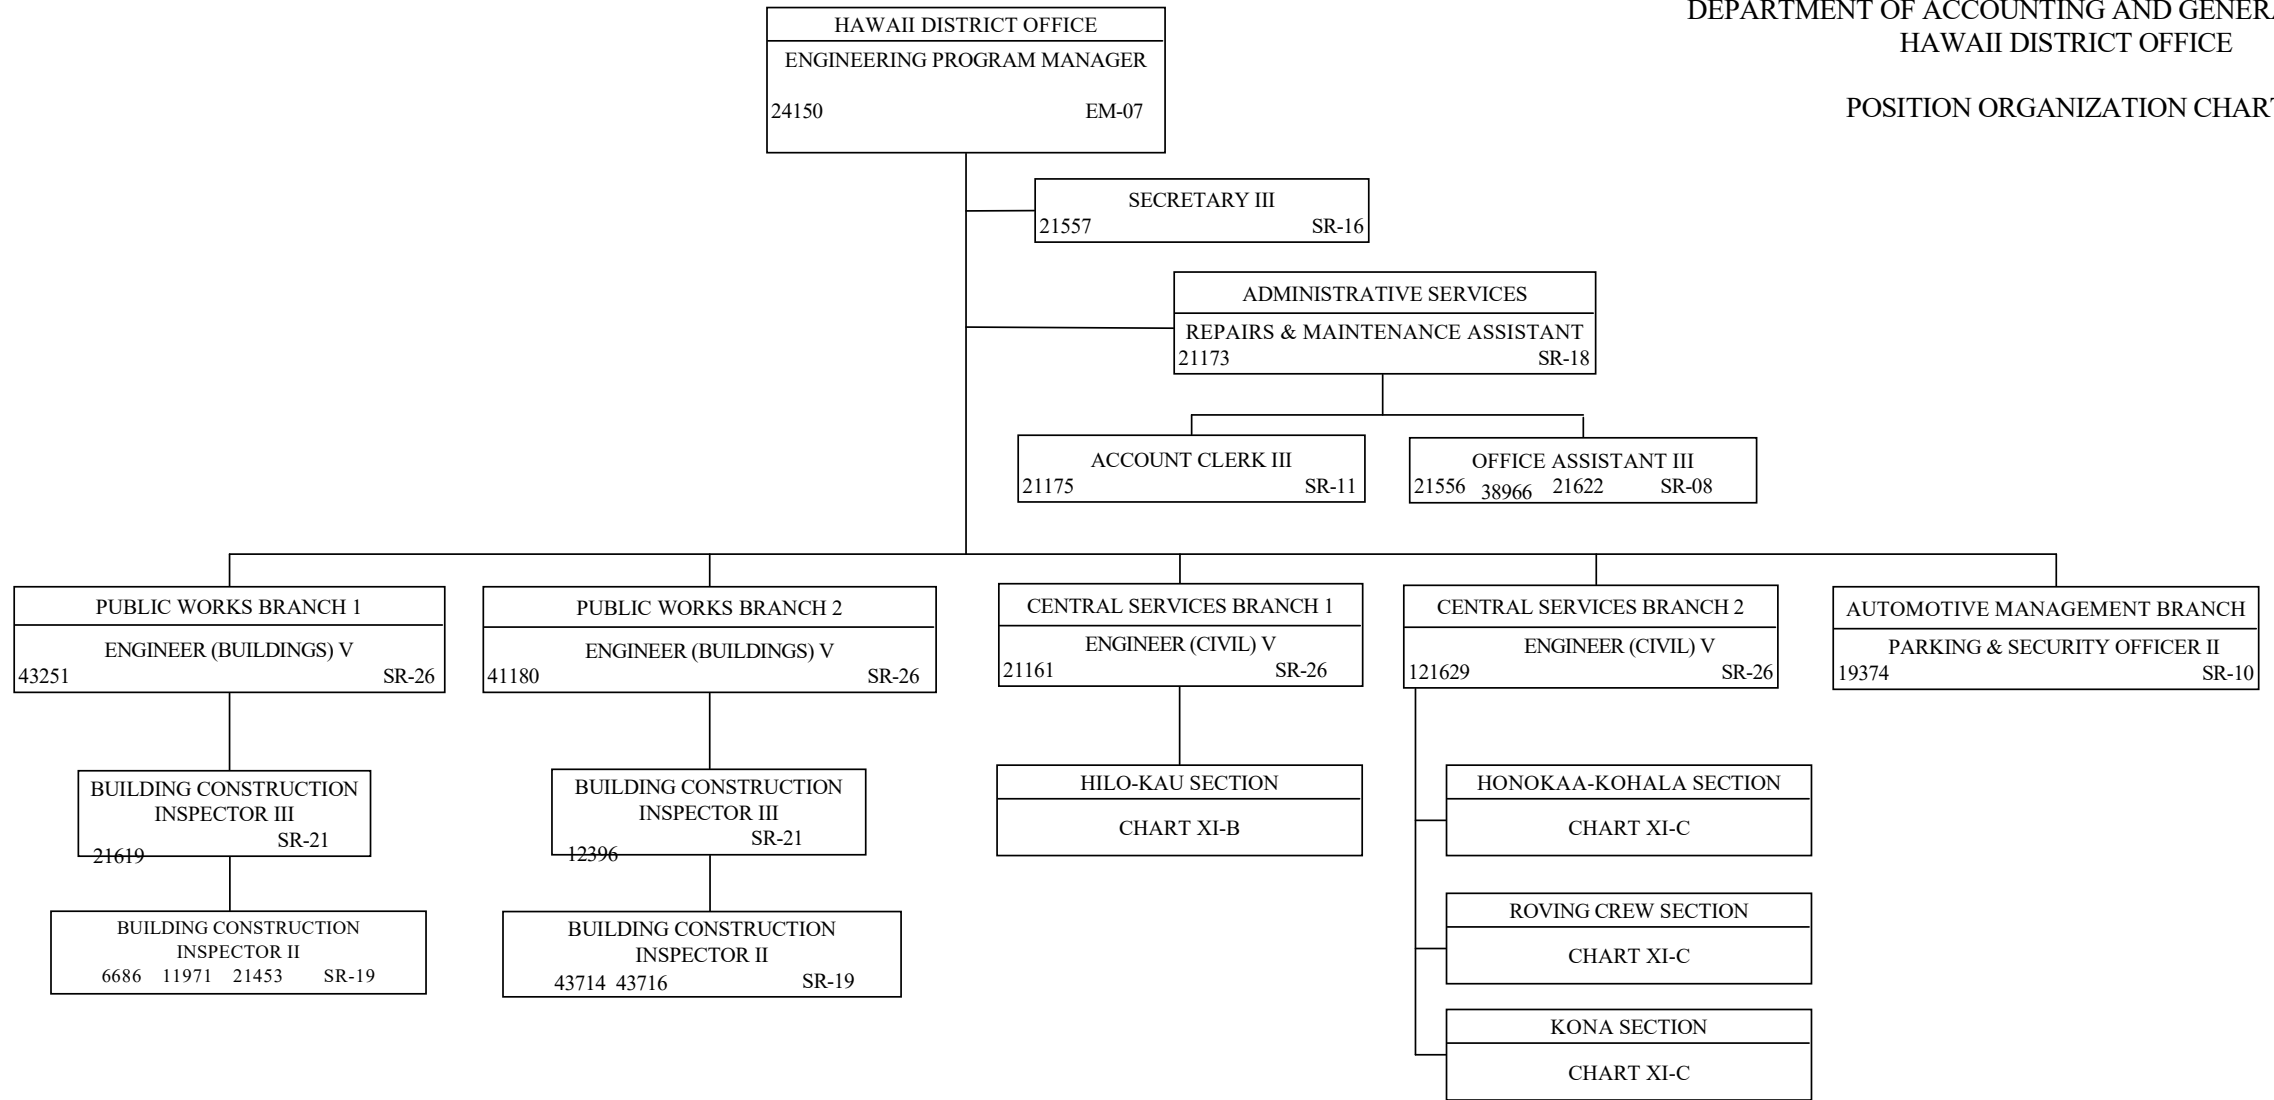 DEPARTMENT OF ACCOUNTING AND GENERA
HAWAII DISTRICT OFFICE
POSITION ORGANIZATION CHART
HAWAII DISTRICT OFFICE
ENGINEERING PROGRAM MANAGER
24150 EM-07
SECRETARY III
21557 SR-16
ADMINISTRATIVE SERVICES
REPAIRS & MAINTENANCE ASSISTANT
21173 SR-18
ACCOUNT CLERK III
21175 SR-11
OFFICE ASSISTANT III
21556 38966 21622 SR-08
PUBLIC WORKS BRANCH 1
ENGINEER (BUILDINGS) V
43251 SR-26
BUILDING CONSTRUCTION
INSPECTOR III
SR-21
21619
BUILDING CONSTRUCTION
INSPECTOR II
6686 11971 21453 SR-19
PUBLIC WORKS BRANCH 2
ENGINEER (BUILDINGS) V
41180 SR-26
BUILDING CONSTRUCTION
INSPECTOR III
SR-21
12396
BUILDING CONSTRUCTION
INSPECTOR II
43714 43716 SR-19
CENTRAL SERVICES BRANCH 1
ENGINEER (CIVIL) V
21161 SR-26
HILO-KAU SECTION
CHART XI-B
CENTRAL SERVICES BRANCH 2
ENGINEER (CIVIL) V
121629 SR-26
HONOKAA-KOHALA SECTION
CHART XI-C
ROVING CREW SECTION
CHART XI-C
KONA SECTION
CHART XI-C
AUTOMOTIVE MANAGEMENT BRANCH
PARKING & SECURITY OFFICER II
19374 SR-10